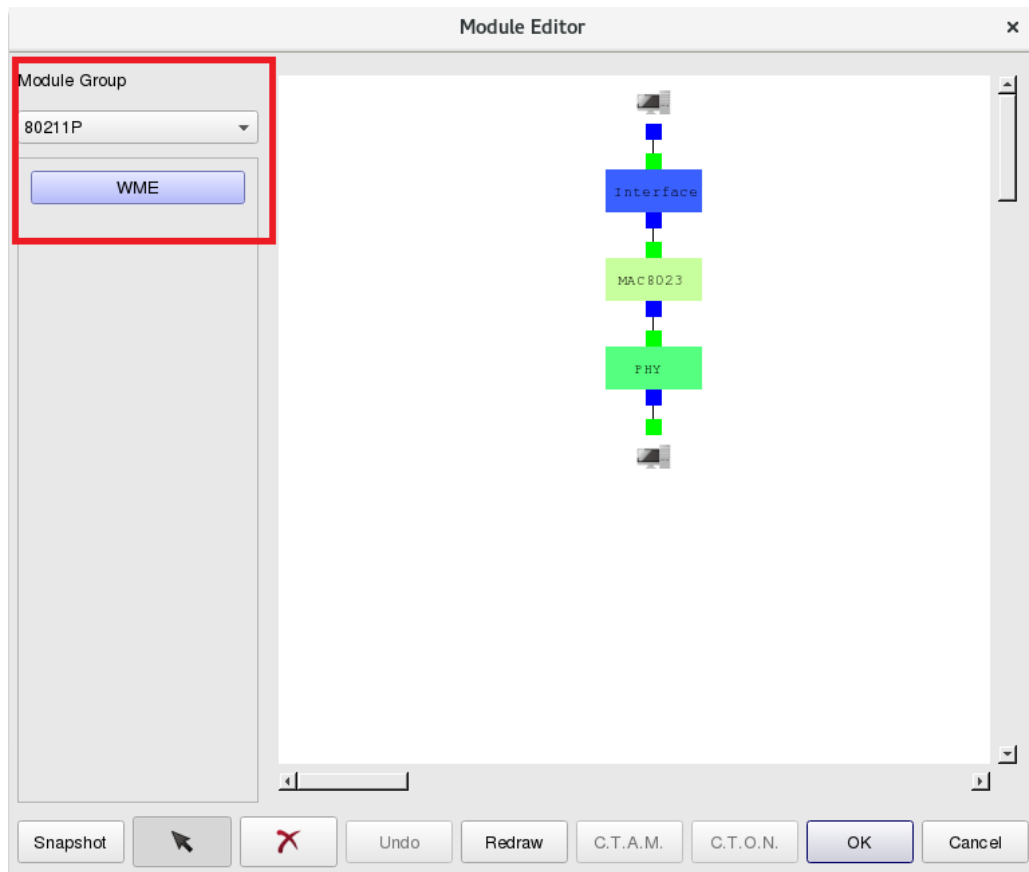 Module Editor
Module Group
80211P
WME
Interface
MAC8023
PHY
Snapshot
Undo
Redraw
C.T.A.M.
C.T.O.N.
OK
Cancel